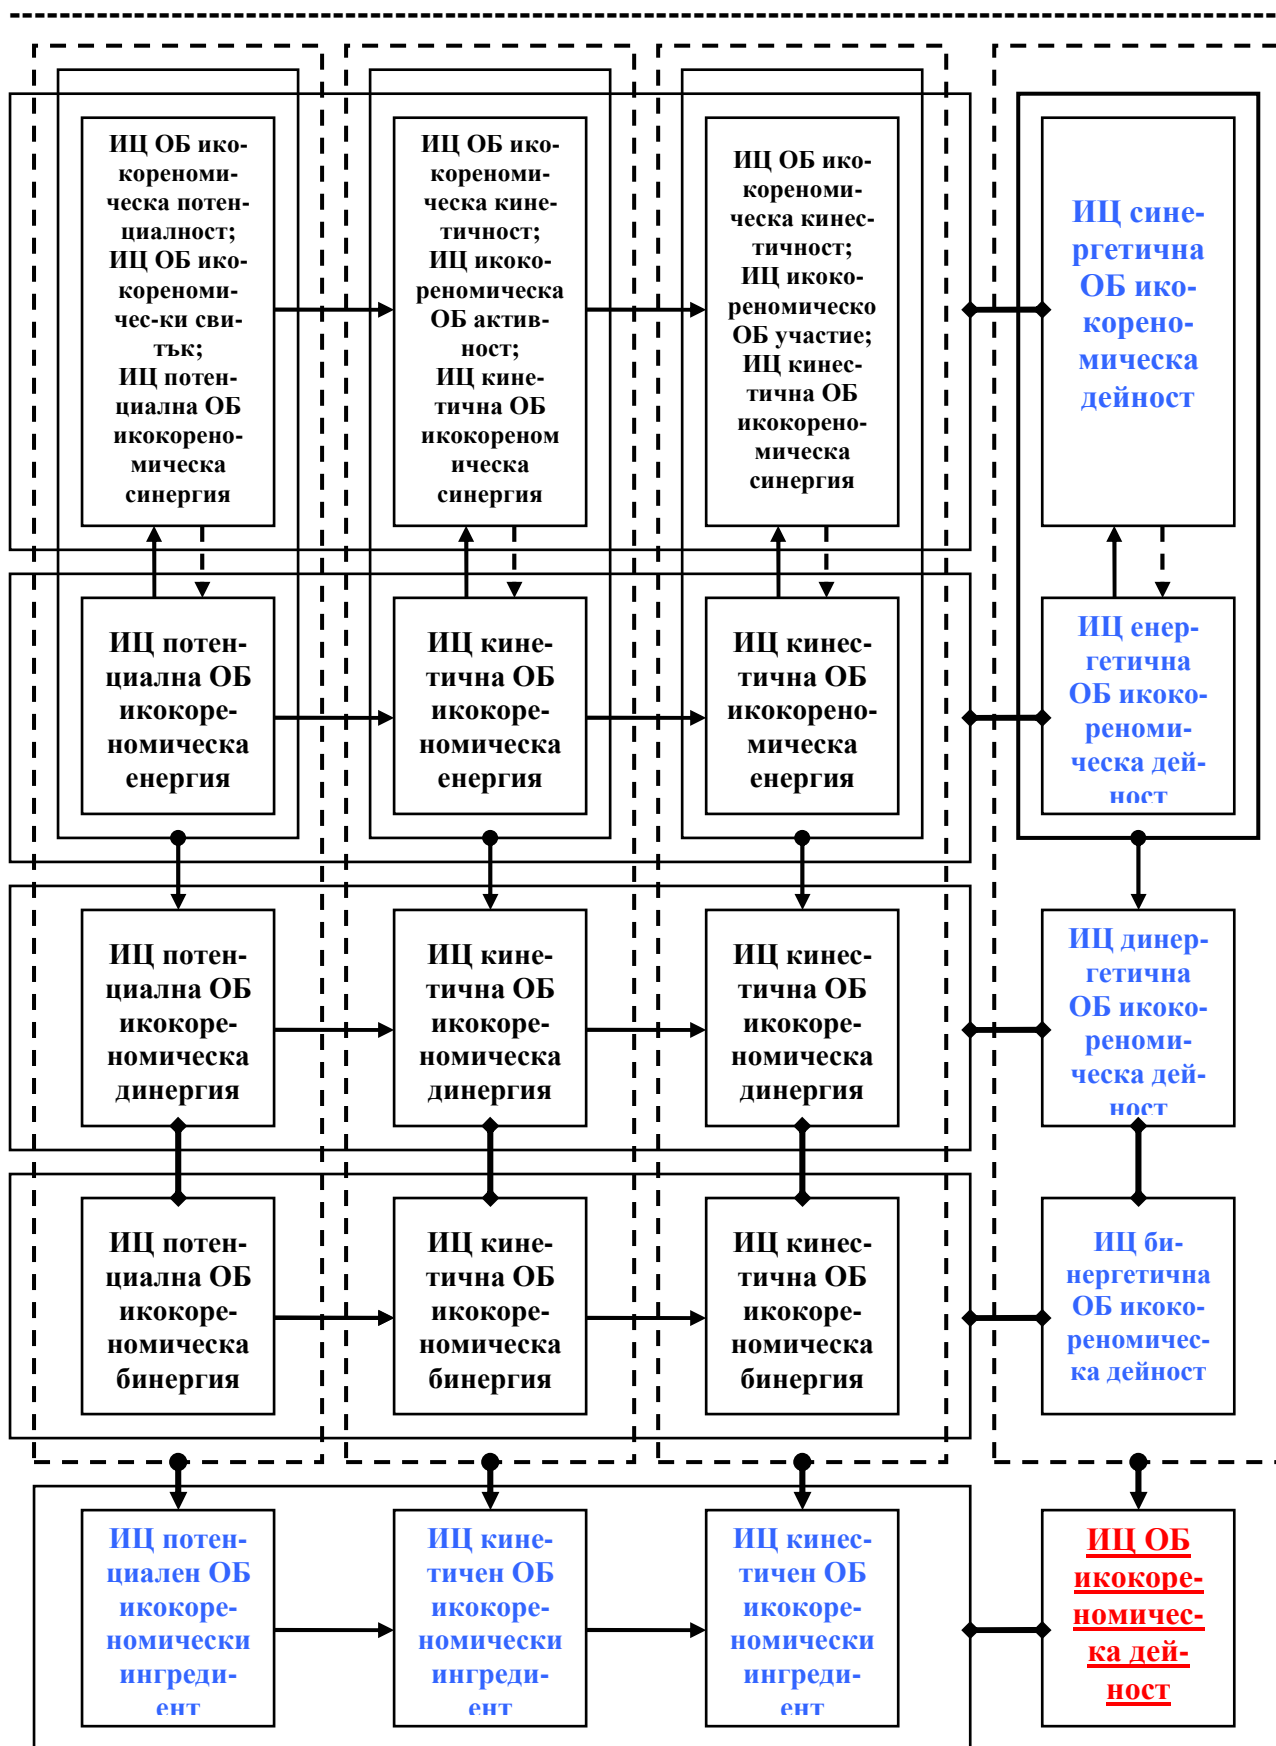 ИЦ ОБ ико-
кореноми-
ческа потен-
циалност;
ИЦ ОБ ико-
кореноми-
чес-ки сви-
тък;
ИЦ потен-
циална ОБ
икокорено-
мическа
синергия
ИЦ ОБ ико-
кореноми-
ческа кине-
тичност;
ИЦ икоко-
реномическа
ОБ актив-
ност;
ИЦ кине-
тична ОБ
икокореном
ическа
синергия
ИЦ ОБ ико-
кореноми-
ческа кинес-
тичност;
ИЦ икоко-
реномическо
ОБ участие;
ИЦ кинес-
тична ОБ
икокорено-
мическа
синергия
ИЦ сине-
ргетична
ОБ ико-
корено-
мическа
дейност
ИЦ потен-
циална ОБ
икокоре-
номическа
енергия
ИЦ кине-
тична ОБ
икокоре-
номическа
енергия
ИЦ кинес-
тична ОБ
икокорено-
мическа
енергия
ИЦ енер-
гетична
ОБ икоко-
реноми-
ческа дей-
ност
ИЦ потен-
циална ОБ
икокоре-
номическа
динергия
ИЦ кине-
тична ОБ
икокоре-
номическа
динергия
ИЦ кинес-
тична ОБ
икокоре-
номическа
динергия
ИЦ динер-
гетична
ОБ икоко-
реноми-
ческа дей-
ност
ИЦ потен-
циална ОБ
икокоре-
номическа
бинергия
ИЦ кине-
тична ОБ
икокоре-
номическа
бинергия
ИЦ кинес-
тична ОБ
икокоре-
номическа
бинергия
ИЦ би-
нергетична
ОБ икоко-
реномичес-
ка дейност
ИЦ потен-
циален ОБ
икокоре-
номически
ингреди-
ент
ИЦ кине-
тичен ОБ
икокоре-
номически
ингреди-
ент
ИЦ кинес-
тичен ОБ
икокоре-
номически
ингреди-
ент
ИЦ ОБ
икокоре-
номичес-
ка дей-
ност